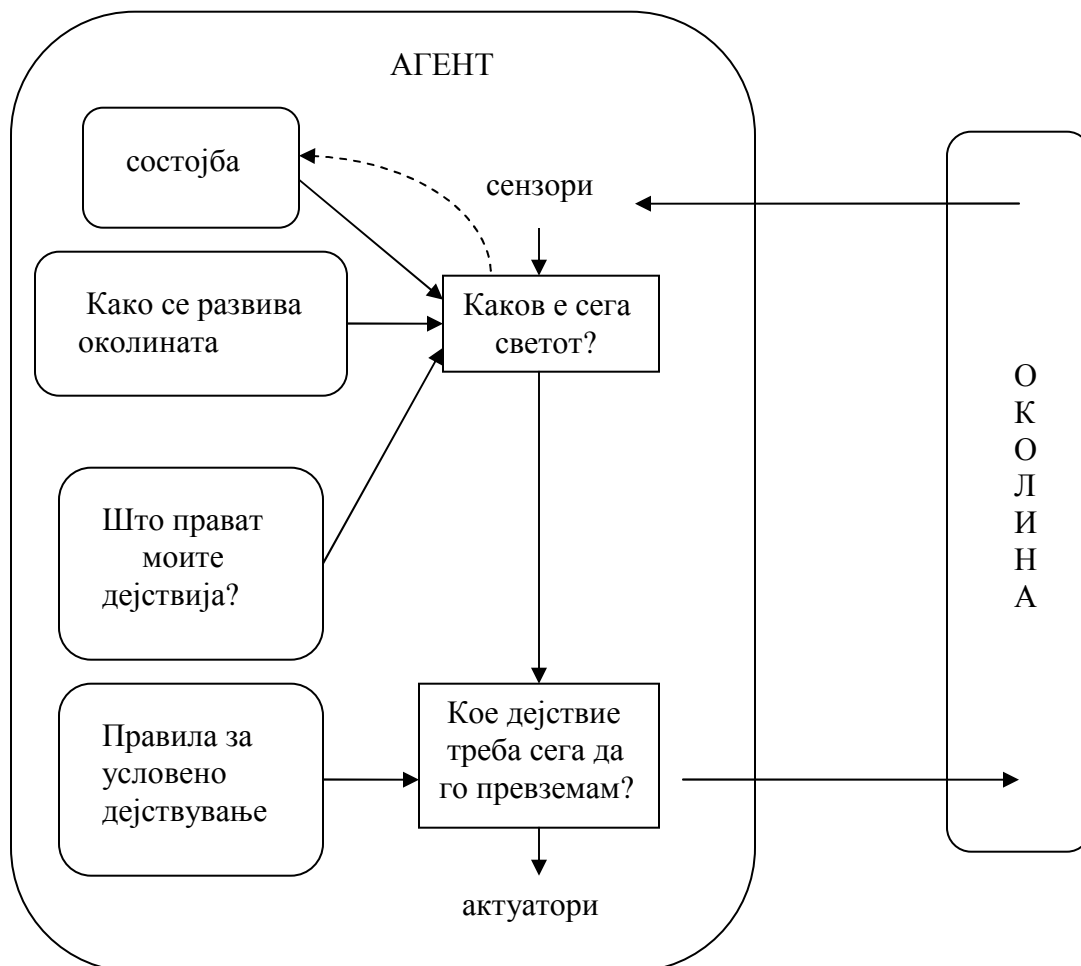 АГЕНТ
состојба
сензори
Како се развива
околината
Каков е сега
светот?
Што прават
моите
дејствија?
Правила за
условено
дејствување
Кое дејствие
треба сега да
го превземам?
актуатори
О
К
О
Л
И
Н
А